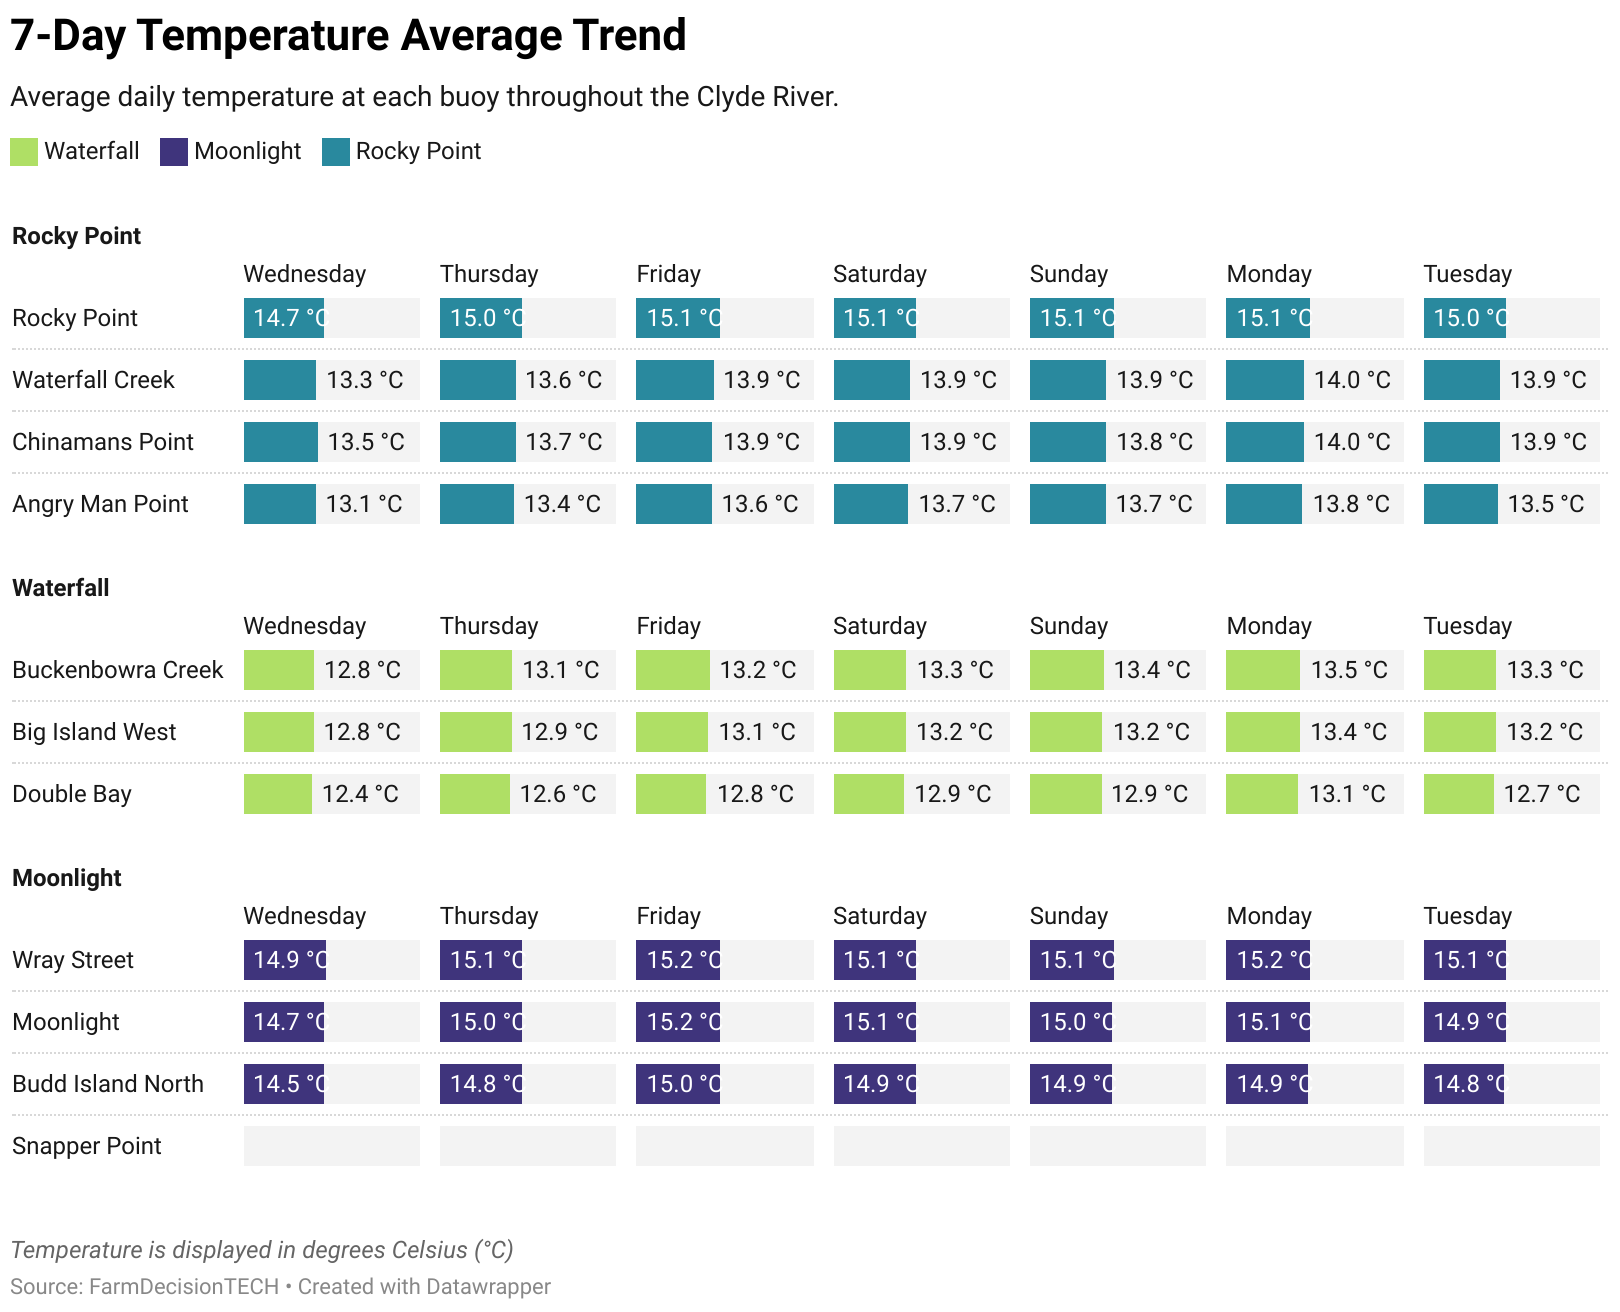 7-Day Temperature Average Trend
Average daily temperature at each buoy throughout the Clyde River.
Waterfall Moonlight Rocky Point
Rocky Point
Wednesday Thursday Friday Saturday Sunday Monday Tuesday
Rocky Point 14.7 °C 15.0 °C 15.1 °C 15.1 °C 15.1 °C 15.1 °C 15.0 °C
Waterfall Creek 13.3 °C 13.6 °C 13.9 °C 13.9 °C 13.9 °C 14.0 °C 13.9 °C
Chinamans Point 13.5 °C 13.7 °C 13.9 °C 13.9 °C 13.8 °C 14.0 °C 13.9 °C
Angry Man Point 13.1 °C 13.4 °C 13.6 °C 13.7 °C 13.7 °C 13.8 °C 13.5 °C
Waterfall
Wednesday Thursday Friday Saturday Sunday Monday Tuesday
Buckenbowra Creek 12.8 °C 13.1 °C 13.2 °C 13.3 °C 13.4 °C 13.5 °C 13.3 °C
Big Island West 12.8 °C 12.9 °C 13.1 °C 13.2 °C 13.2 °C 13.4 °C 13.2 °C
Double Bay 12.4 °C 12.6 °C 12.8 °C 12.9 °C 12.9 °C 13.1 °C 12.7 °C
Moonlight
Wednesday Thursday Friday Saturday Sunday Monday Tuesday
Wray Street 14.9 °C 15.1 °C 15.2 °C 15.1 °C 15.1 °C 15.2 °C 15.1 °C
Moonlight 14.7 °C 15.0 °C 15.2 °C 15.1 °C 15.0 °C 15.1 °C 14.9 °C
Budd Island North 14.5 °C 14.8 °C 15.0 °C 14.9 °C 14.9 °C 14.9 °C 14.8 °C
Snapper Point
Temperature is displayed in degrees Celsius (°C)
Source: FarmDecisionTECH • Created with Datawrapper